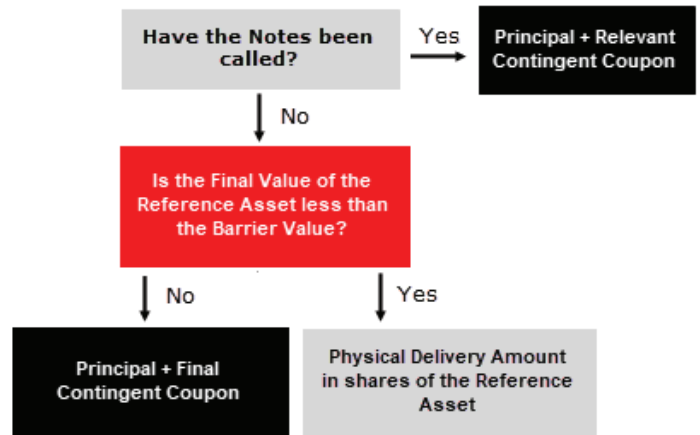 Have the Notes been
called?
Yes
Principal + Relevant
Contingent Coupon
No
Is the Final Value of the
Reference Asset less than
the Barrier Value?
No
Yes
Principal + Final
Contingent Coupon
Physical Delivery Amount
in shares of the Reference
Asset